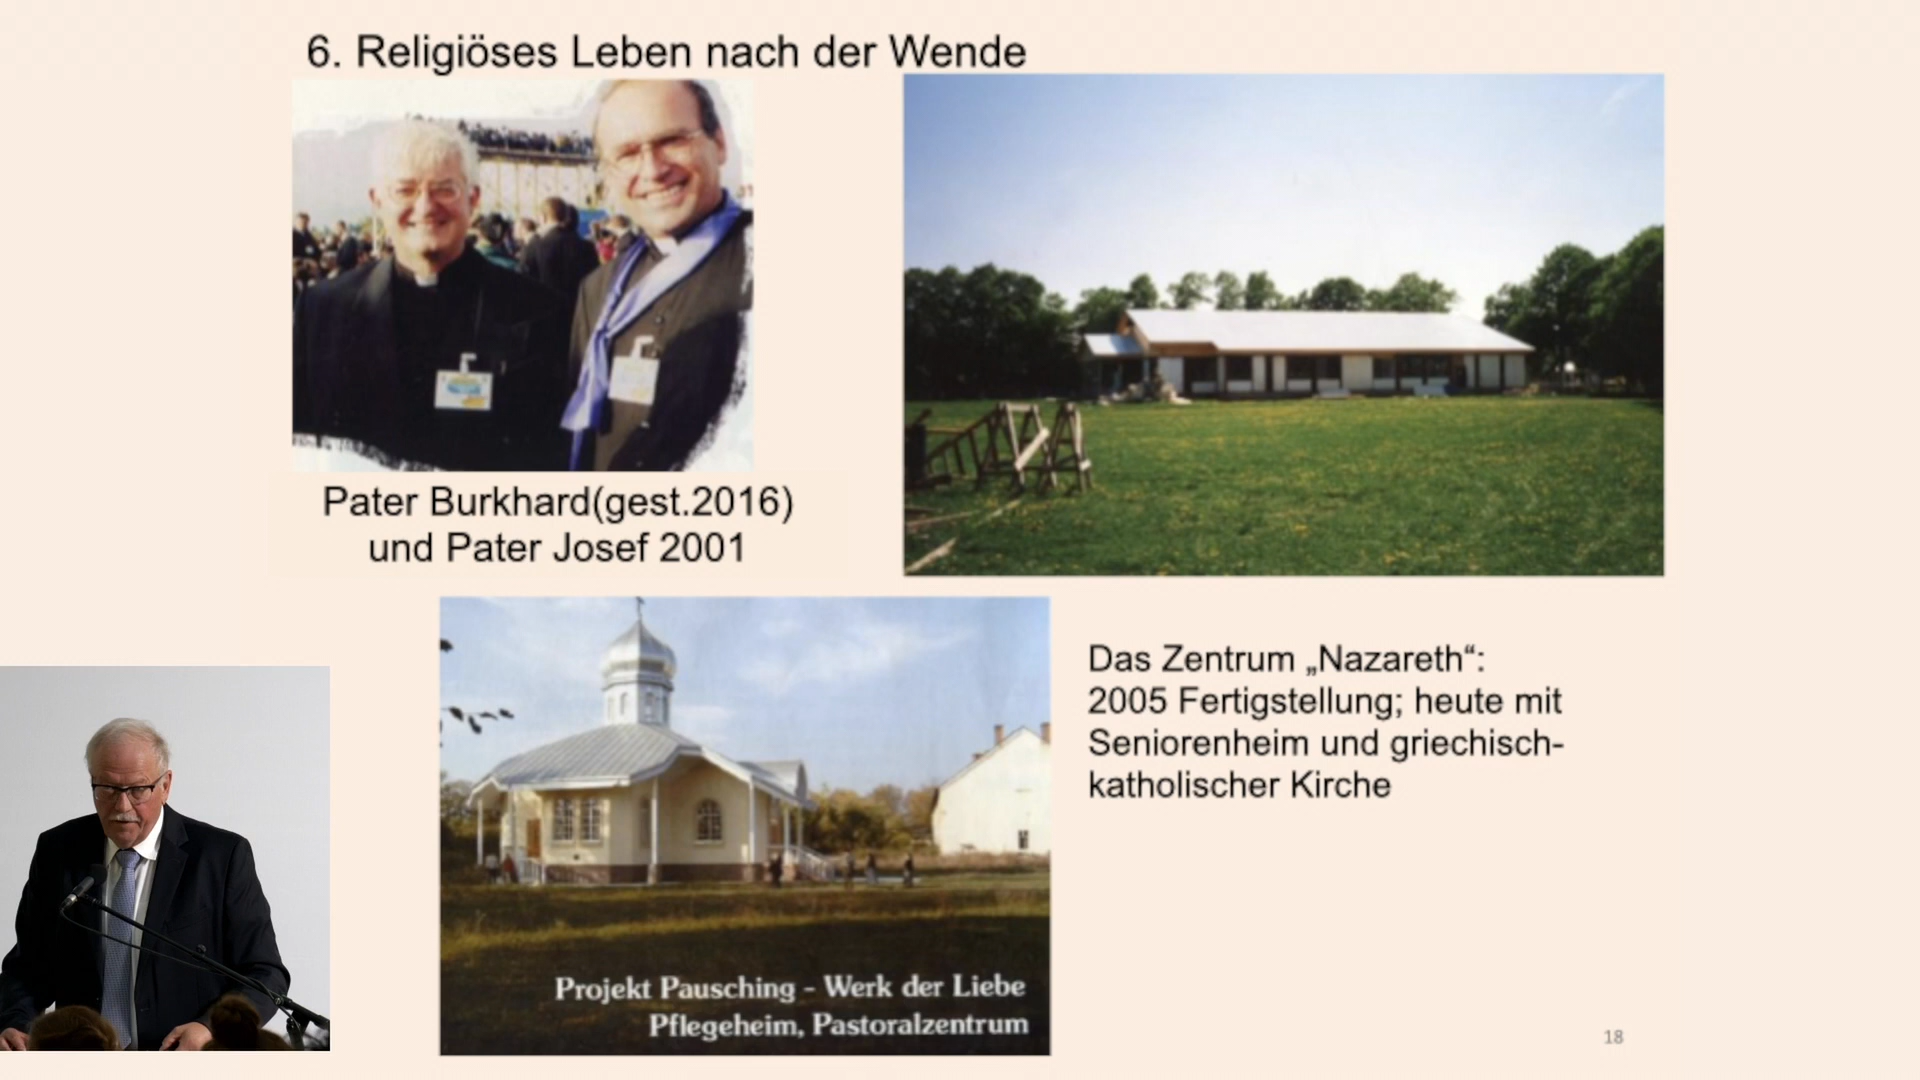 6. Religiöses Leben nach der Wende
Pater Burkhard(gest.2016)
und Pater Josef 2001
Das Zentrum „Nazareth“:
2005 Fertigstellung; heute mit
Seniorenheim und griechisch-
katholischer Kirche
Projekt Pausching - Werk der Liebe
Pflegeheim, Pastoralzentrum
18